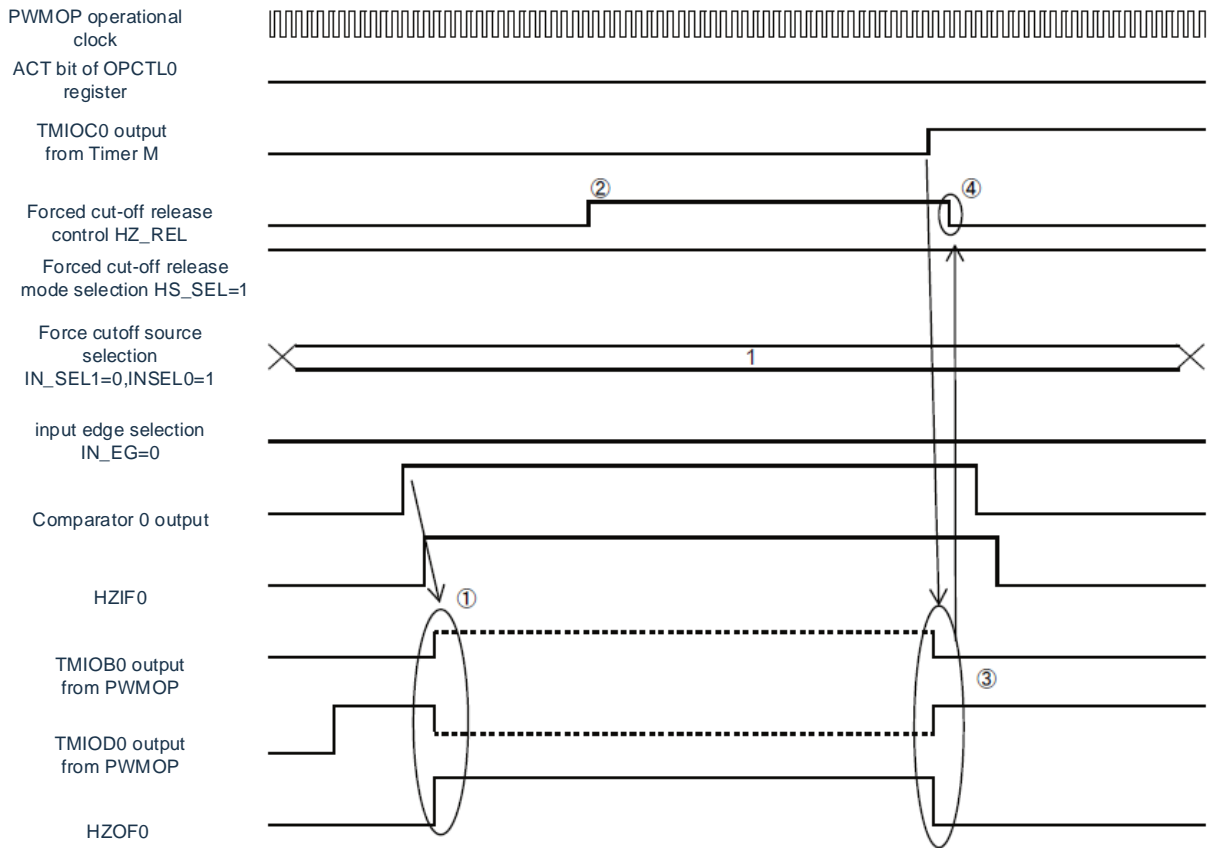 PWMOP operational
clock
ACT bit of OPCTL0
register
TMIOC0 output
from Timer M
②
④
Forced cut-off release
control HZ_REL
Forced cut-off release
mode selection HS_SEL=1
Force cutoff source
selection
IN_SEL1=0,INSEL0=1
1
input edge selection
IN_EG=0
Comparator 0 output
HZIF0
①
TMIOB0 output
from PWMOP
③
TMIOD0 output
from PWMOP
HZOF0